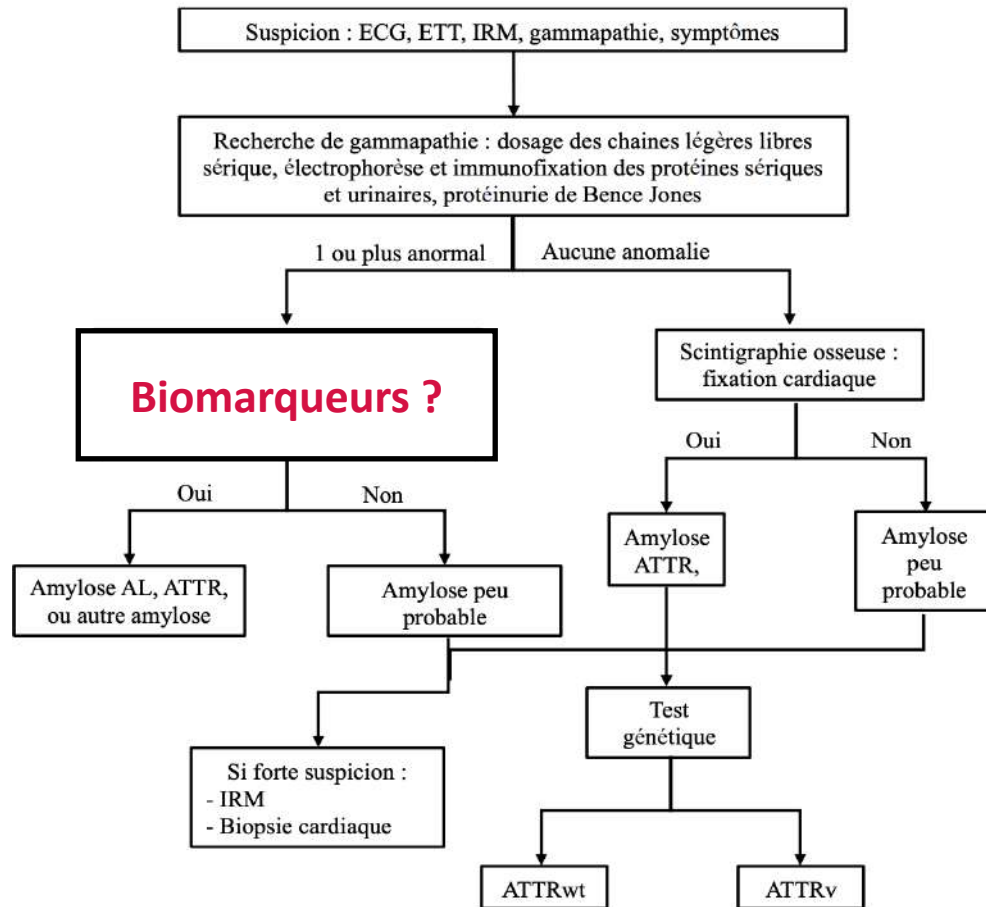 Suspicion : ECG, ETT, IRM, gammapathie, symptômes
Recherche de gammapathie : dosage des chaines légères libres
sérique, électrophorèse et immunofixation des protéines sériques
et urinaires, protéinurie de Bence Jones
1 ou plus anormal
Aucune anomalie
Biomarqueurs ?
Scintigraphie osseuse :
fixation cardiaque
Oui
Non
Oui
Non
Amylose AL, ATTR,
ou autre amylose
Amylose peu
probable
Amylose
ATTR,
Amylose
peu
probable
Si forte suspicion :
- IRM
- Biopsie cardiaque
Test
génétique
ATTRwt
ATTRv